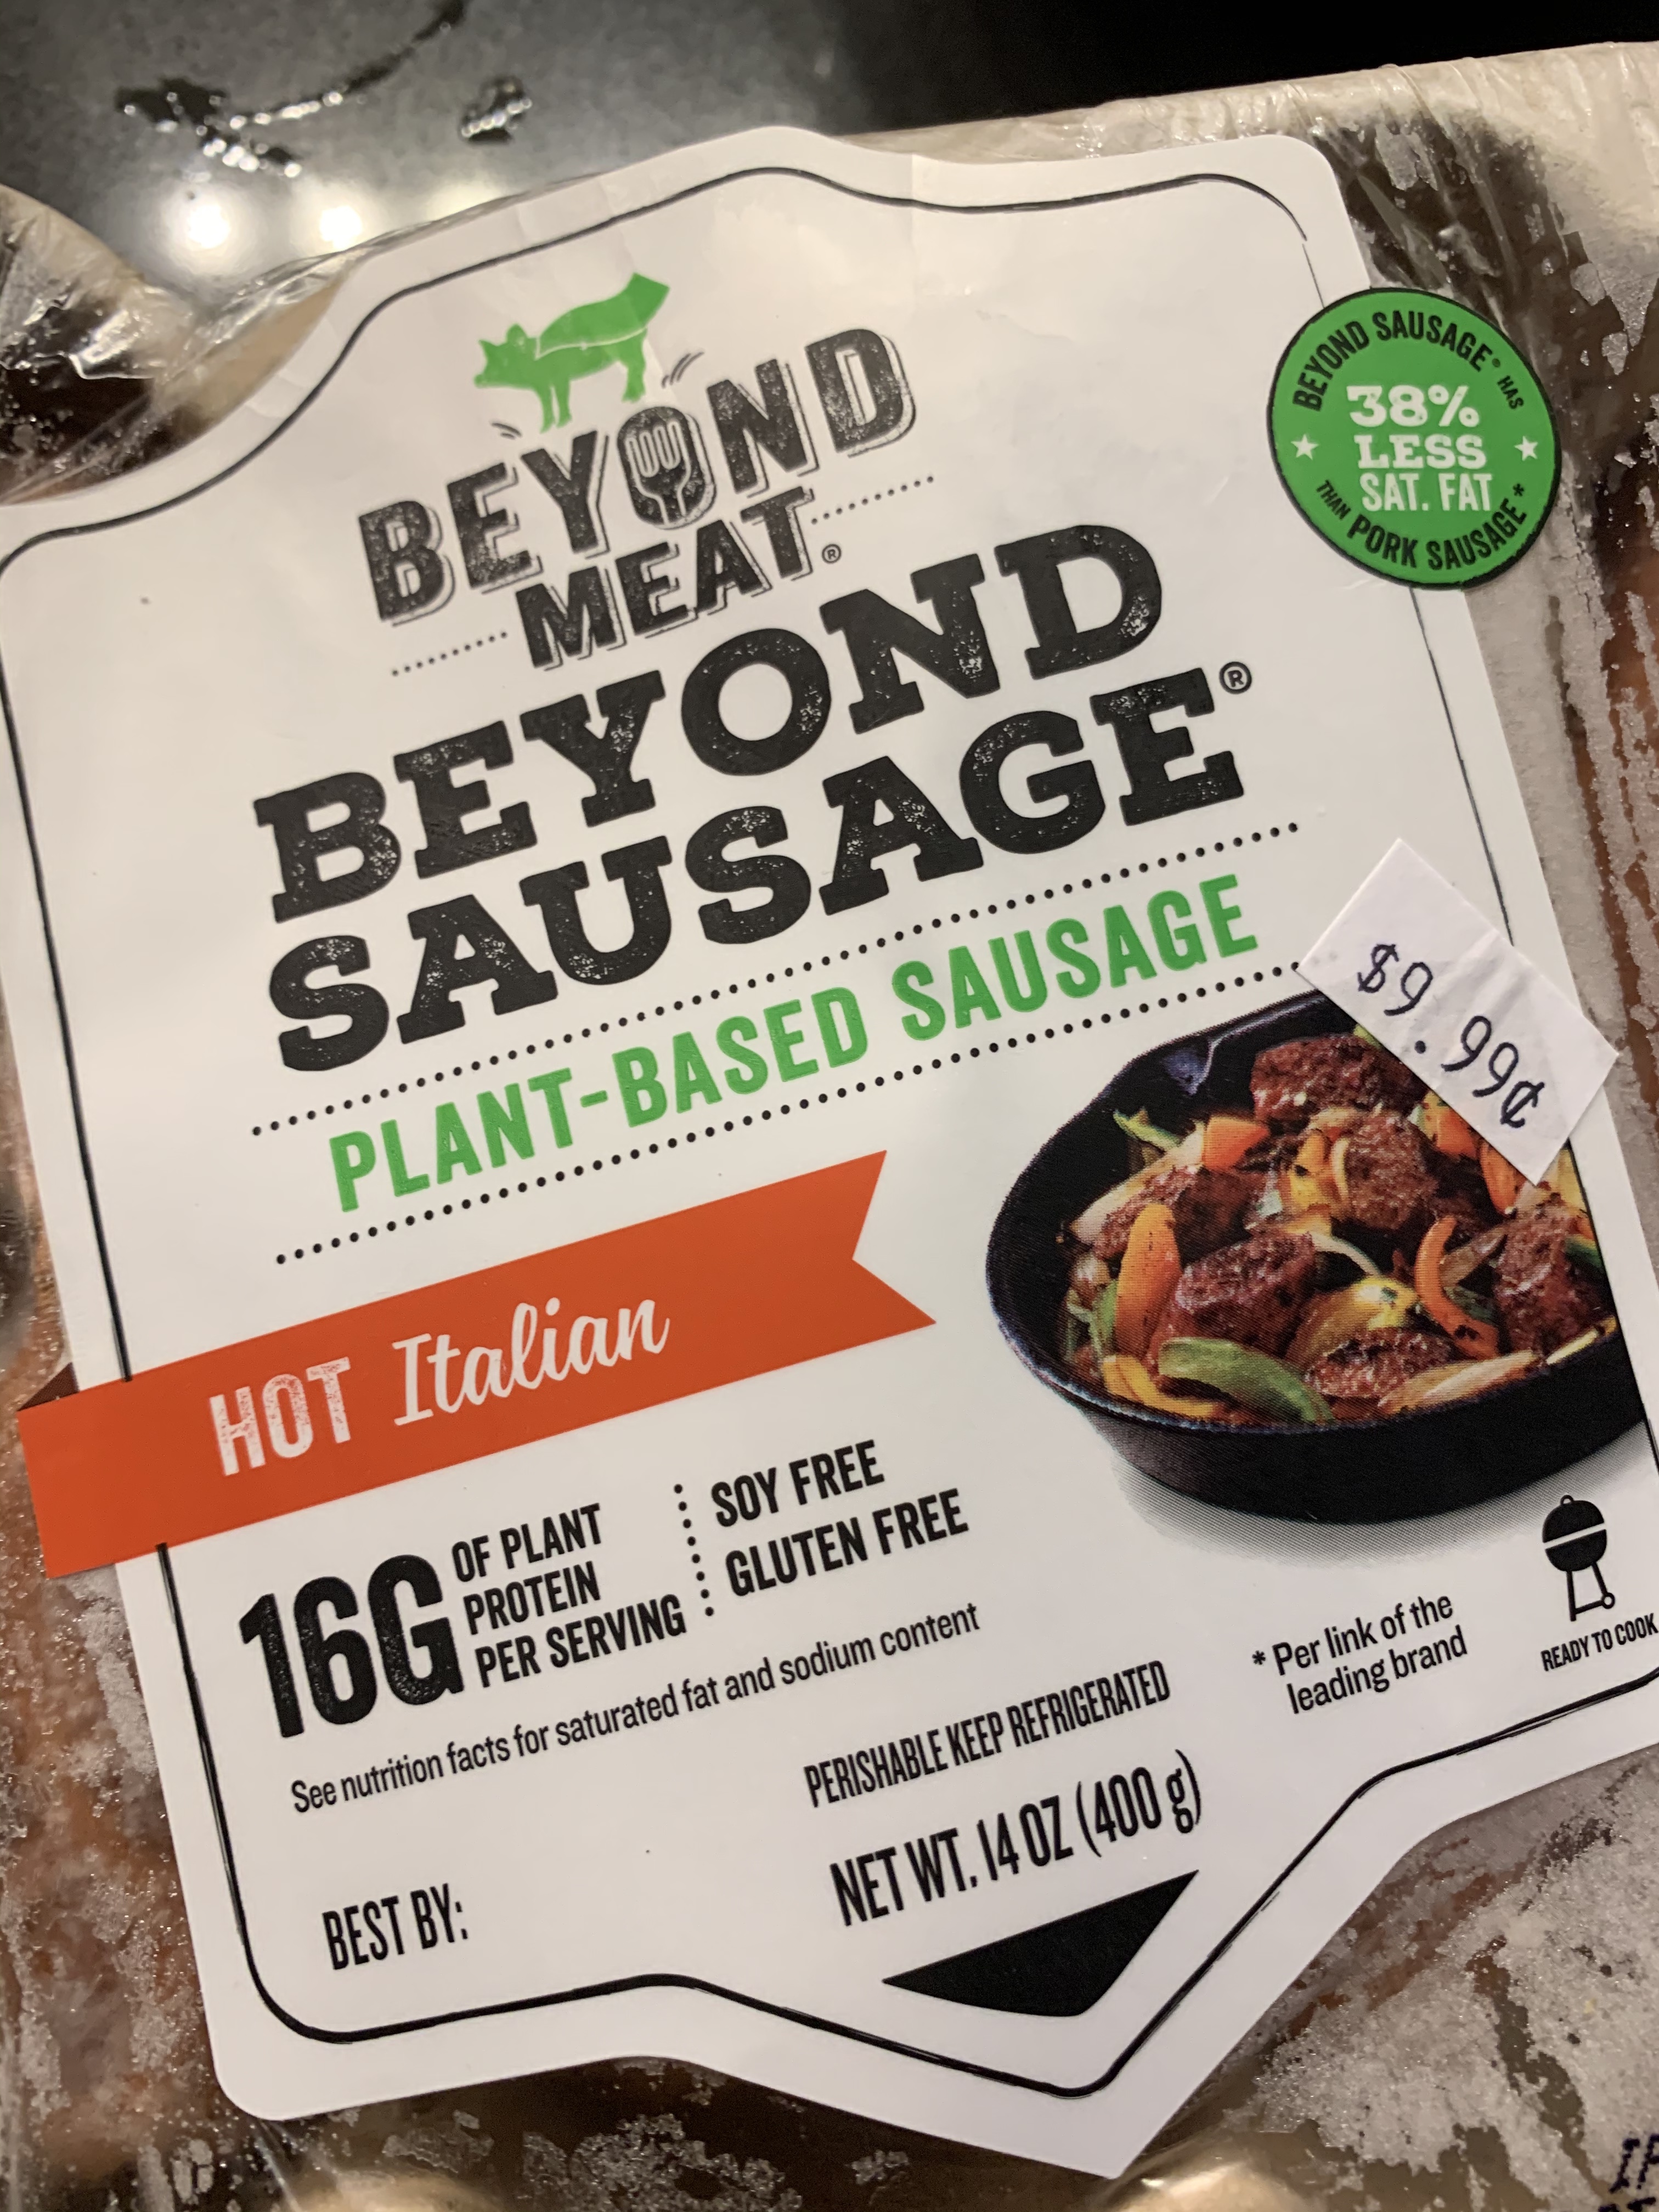 BEYOND
MEAT®
BEYOND
SAUSAGE®
PLANT-BASED SAUSAGE
BEYOND SAUSAGE® HAS
38%
LESS
SAT. FAT
THAN PORK SAUSAGE*
$9.99¢
HOT Italian
16G OF PLANT
PROTEIN
PER SERVING
SOY FREE
GLUTEN FREE
See nutrition facts for saturated fat and sodium content
* Per link of the
leading brand
READY TO COOK
PERISHABLE KEEP REFRIGERATED
NET WT. 14 OZ (400 g)
BEST BY: